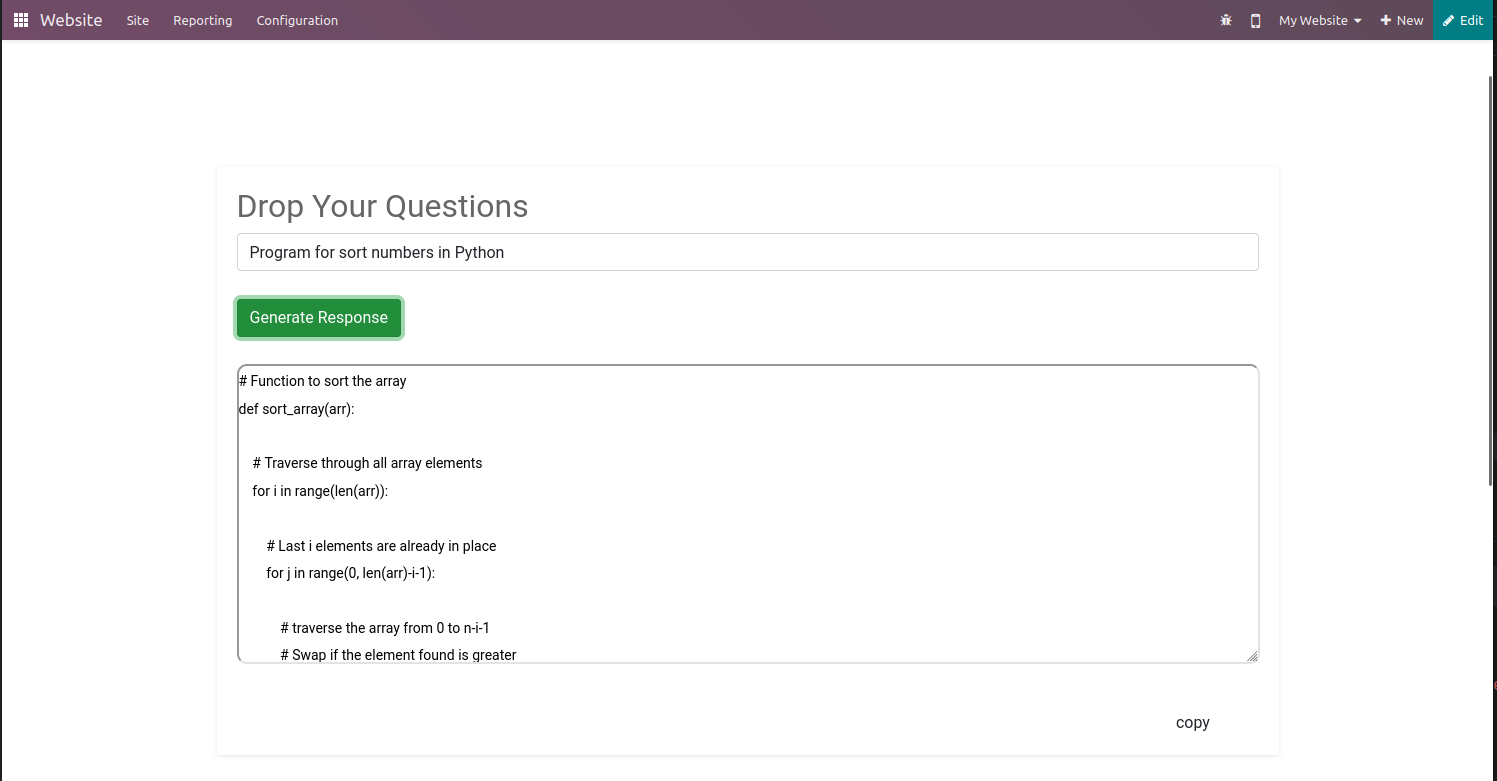 Website Site Reporting Configuration My Website New Edit
Drop Your Questions
Program for sort numbers in Python
Generate Response
# Function to sort the array
def sort_array(arr):
# Traverse through all array elements
for i in range(len(arr)):
# Last i elements are already in place
for j in range(0, len(arr)-i-1):
# traverse the array from 0 to n-i-1
# Swap if the element found is greater
copy